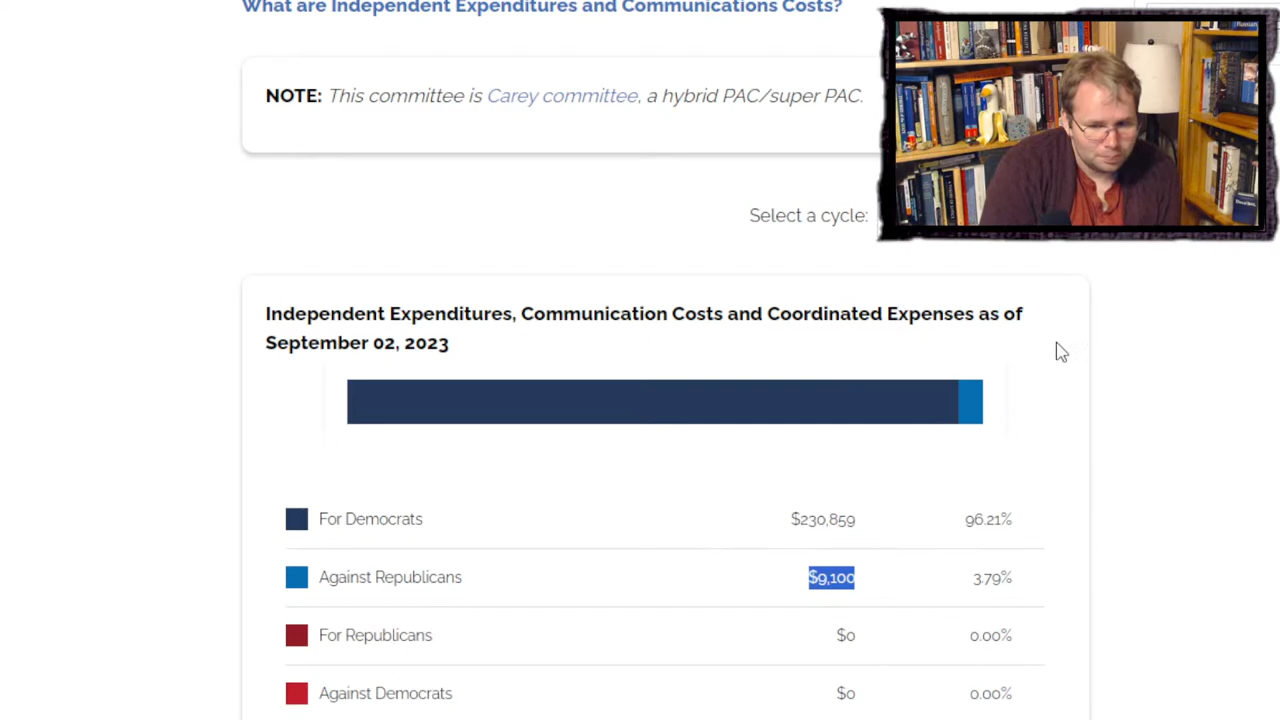 What are Independent Expenditures and Communications Costs?
NOTE: This committee is Carey committee, a hybrid PAC/super PAC.
Select a cycle:
Independent Expenditures, Communication Costs and Coordinated Expenses as of
September 02, 2023
For Democrats $230,859 96.21%
Against Republicans $9,100 3.79%
For Republicans $0 0.00%
Against Democrats $0 0.00%